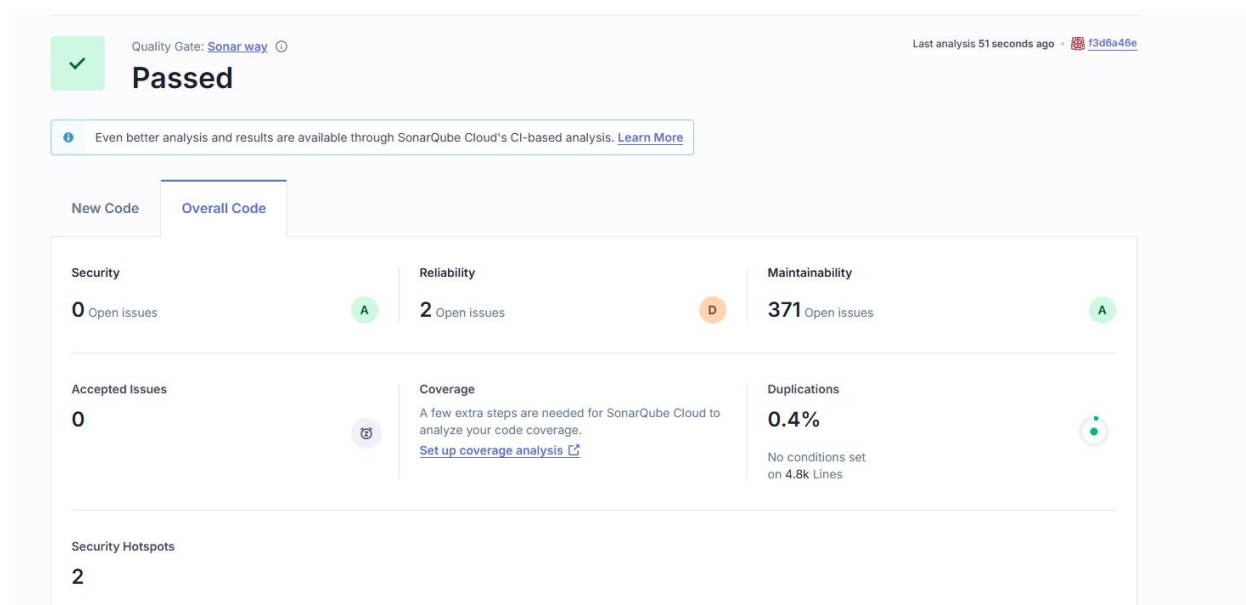 Quality Gate: Sonar way
Last analysis 51 seconds ago • f3d6a46e
Passed
Even better analysis and results are available through SonarQube Cloud's CI-based analysis. Learn More
New Code
Overall Code
Security
0 Open issues
A
Reliability
2 Open issues
D
Maintainability
371 Open issues
A
Accepted Issues
0
Coverage
A few extra steps are needed for SonarQube Cloud to
analyze your code coverage.
Set up coverage analysis
Duplications
0.4%
No conditions set
on 4.8k Lines
Security Hotspots
2